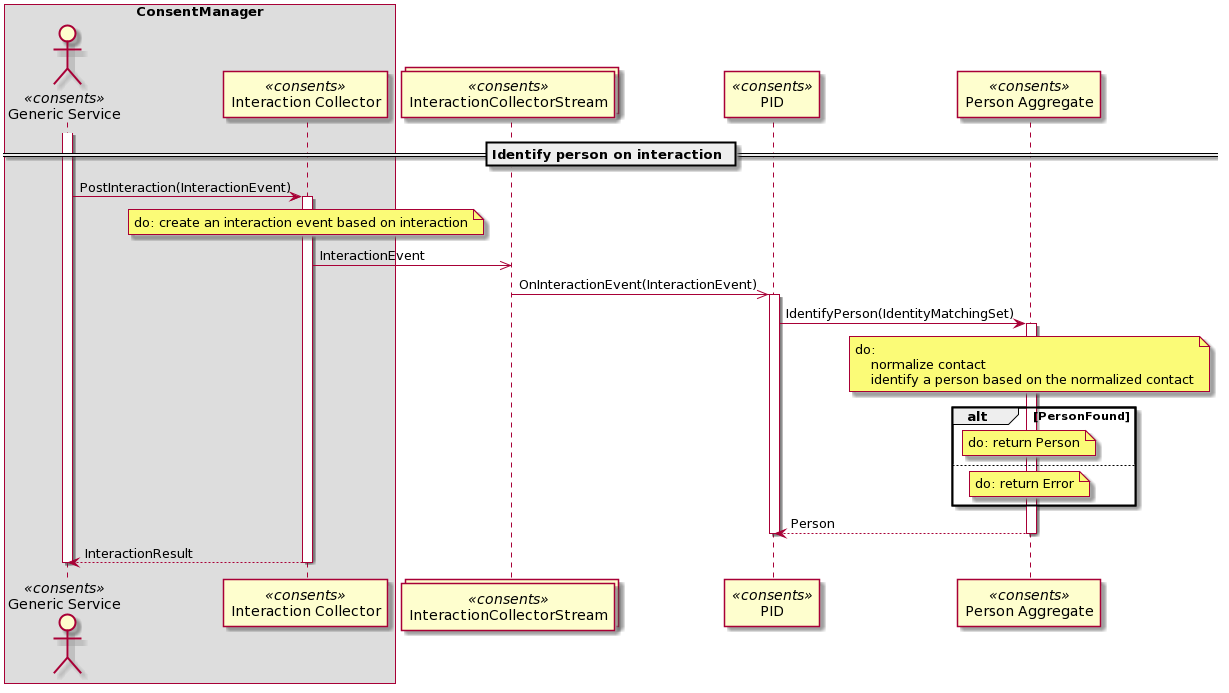 ConsentManager
«consents»
Generic Service
«consents»
Interaction Collector
«consents»
InteractionCollectorStream
«consents»
PID
«consents»
Person Aggregate
Identify person on interaction
PostInteraction(InteractionEvent)
do: create an interaction event based on interaction
InteractionEvent
OnInteractionEvent(InteractionEvent)
IdentifyPerson(IdentityMatchingSet)
do:
normalize contact
identify a person based on the normalized contact
alt [PersonFound]
do: return Person
do: return Error
Person
InteractionResult
«consents»
Generic Service
«consents»
Interaction Collector
«consents»
InteractionCollectorStream
«consents»
PID
«consents»
Person Aggregate